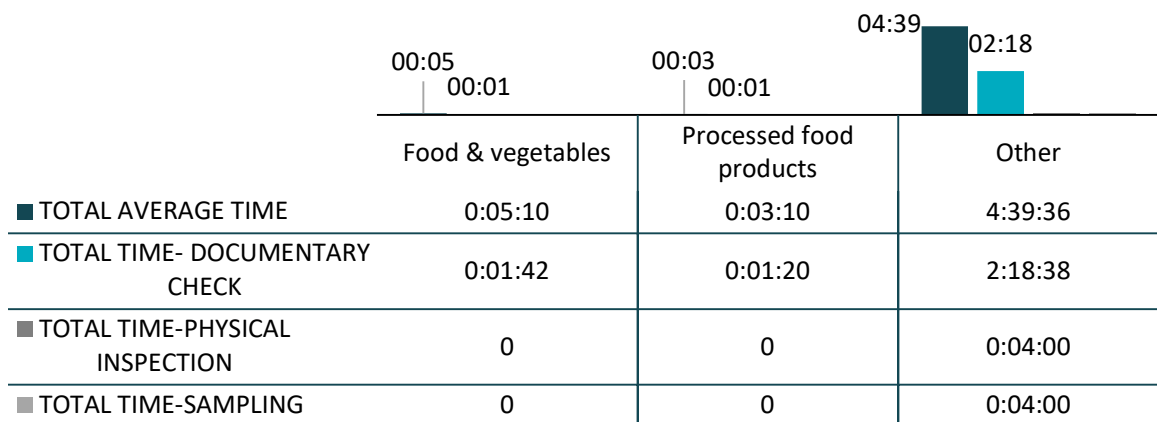 04:39
02:18
00:05
00:03
00:01
00:01
Food & vegetables
Processed food
products
Other
TOTAL AVERAGE TIME 0:05:10 0:03:10 4:39:36
TOTAL TIME- DOCUMENTARY
CHECK 0:01:42 0:01:20 2:18:38
TOTAL TIME-PHYSICAL
INSPECTION 0 0 0:04:00
TOTAL TIME-SAMPLING 0 0 0:04:00